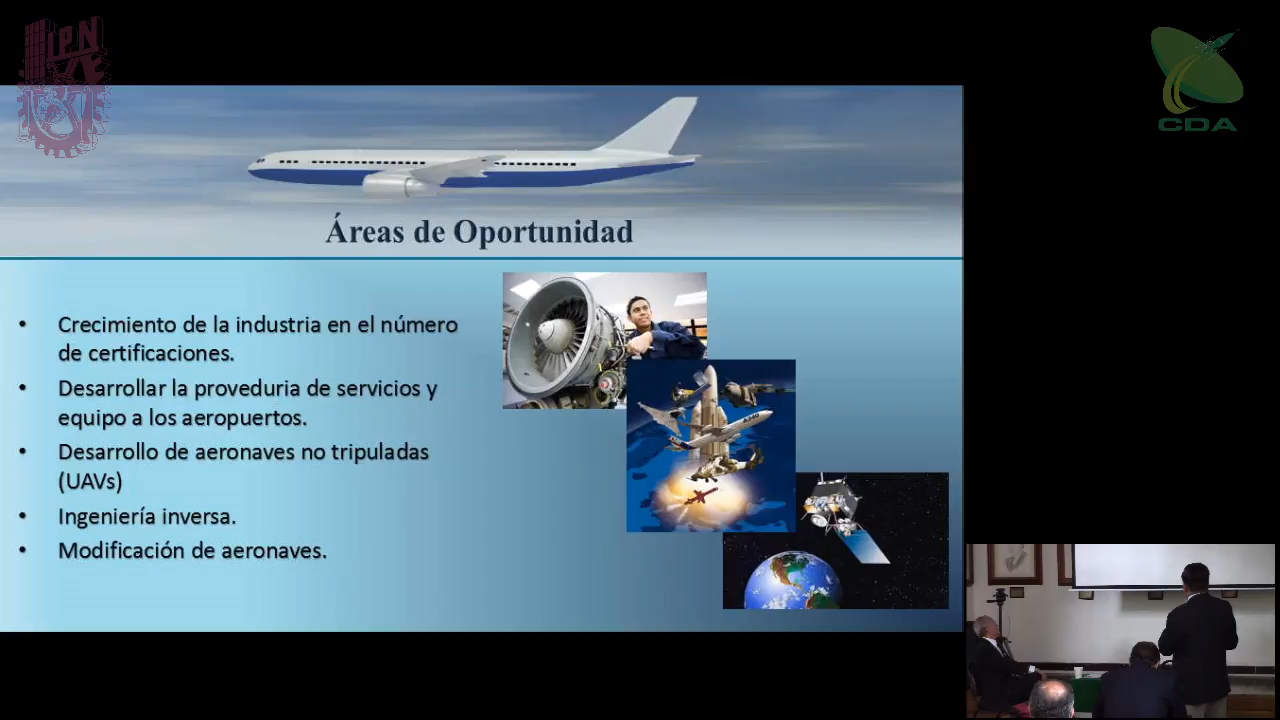 IPN
CDA
Áreas de Oportunidad
• Crecimiento de la industria en el número
de certificaciones.
• Desarrollar la proveduria de servicios y
equipo a los aeropuertos.
• Desarrollo de aeronaves no tripuladas
(UAVs)
• Ingeniería inversa.
• Modificación de aeronaves.